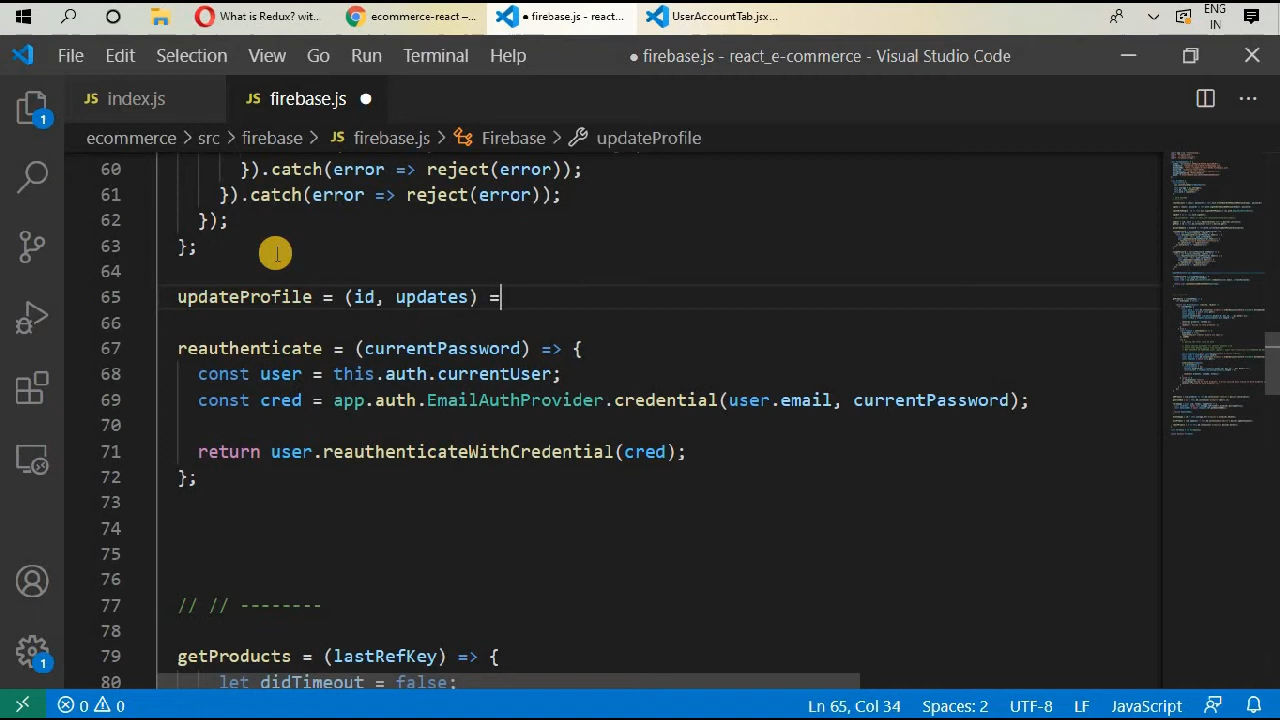 What is Redux? wit...
ecommerce-react –...
● firebase.js - react...
UserAccountTab.jsx...
ENG
IN
File Edit Selection View Go Run Terminal Help
● firebase.js - react_e-commerce - Visual Studio Code
JS index.js
JS firebase.js ●
ecommerce > src > firebase > JS firebase.js > Firebase > updateProfile
60 }).catch(error => reject(error));
61 }).catch(error => reject(error));
62 });
63 };
64
65 updateProfile = (id, updates) =
66
67 reauthenticate = (currentPassword) => {
68 const user = this.auth.currentUser;
69 const cred = app.auth.EmailAuthProvider.credential(user.email, currentPassword);
70
71 return user.reauthenticateWithCredential(cred);
72 };
73
74
75
76
77 // // --------
78
79 getProducts = (lastRefKey) => {
80 let didTimeout = false;
1
1
0 0
Ln 65, Col 34 Spaces: 2 UTF-8 LF JavaScript